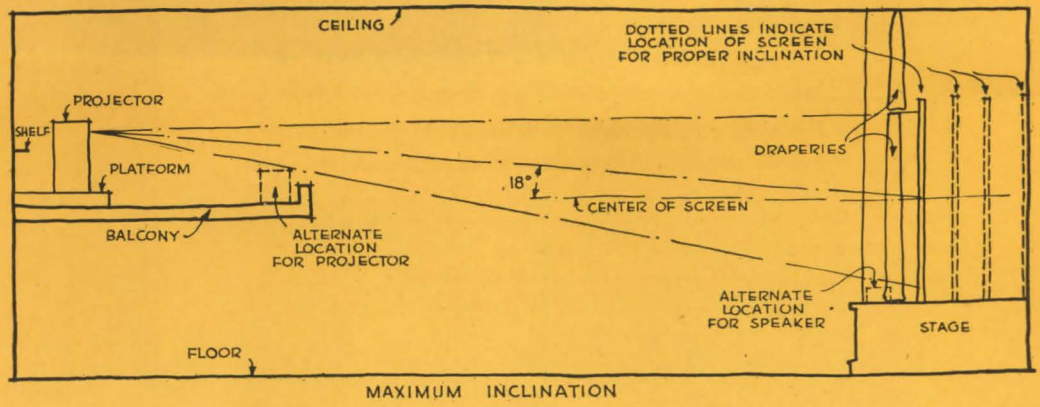 CEILING
DOTTED LINES INDICATE
LOCATION OF SCREEN
FOR PROPER INCLINATION
PROJECTOR
SHELF
PLATFORM
DRAPERIES
18°
CENTER OF SCREEN
BALCONY
ALTERNATE
LOCATION
FOR PROJECTOR
ALTERNATE
LOCATION
FOR SPEAKER
STAGE
FLOOR
MAXIMUM INCLINATION